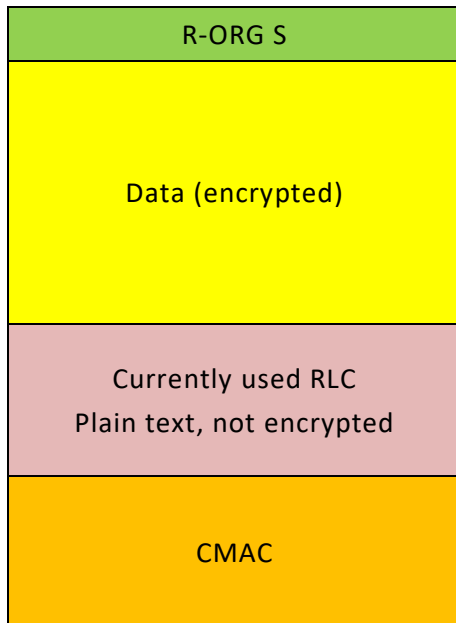 R-ORG S
Data (encrypted)
Currently used RLC
Plain text, not encrypted
CMAC